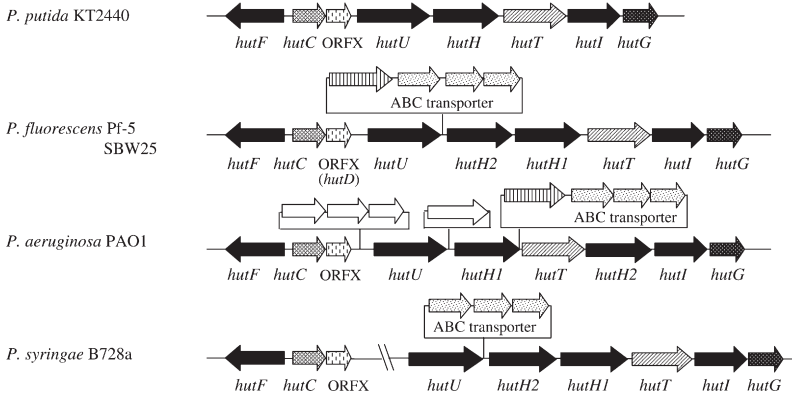 P. putida KT2440
hutF hutC ORFX hutU hutH hutT hutI hutG
ABC transporter
P. fluorescens Pf-5
SBW25
hutF hutC ORFX hutU hutH2 hutH1 hutT hutI hutG
(hutD)
ABC transporter
P. aeruginosa PAO1
hutF hutC ORFX hutU hutH1 hutT hutH2 hutI hutG
ABC transporter
P. syringae B728a
hutF hutC ORFX hutU hutH2 hutH1 hutT hutI hutG